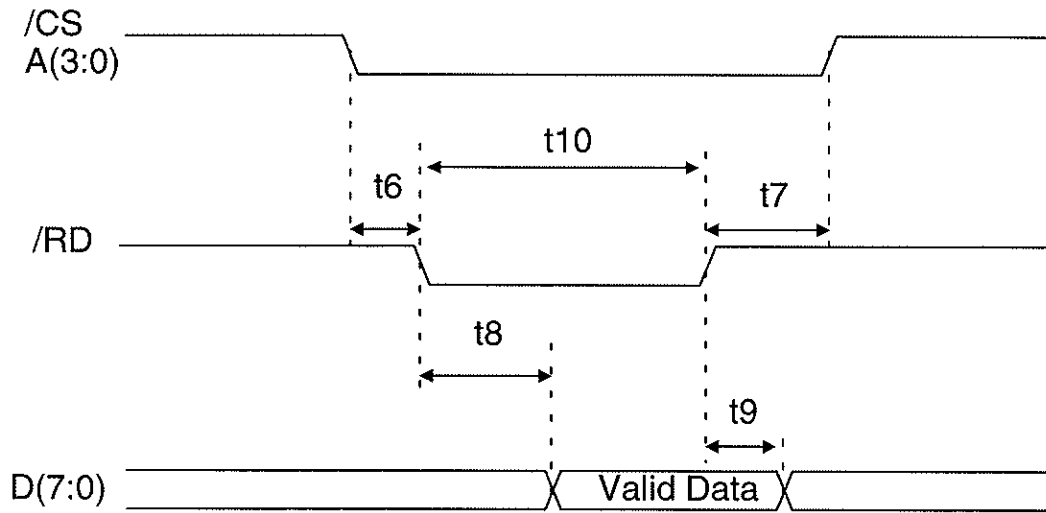 /CS
A(3:0)
t10
t6
t7
/RD
t8
t9
D(7:0)
Valid Data